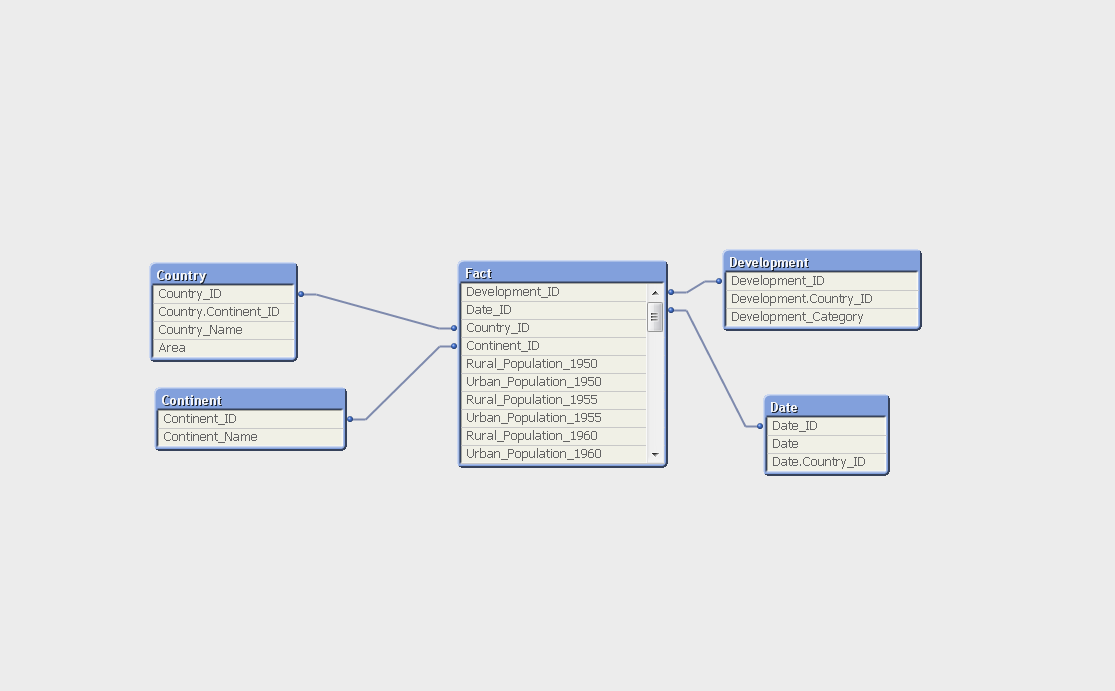 Country
Country_ID
Country.Continent_ID
Country_Name
Area
Continent
Continent_ID
Continent_Name
Fact
Development_ID
Date_ID
Country_ID
Continent_ID
Rural_Population_1950
Urban_Population_1950
Rural_Population_1955
Urban_Population_1955
Rural_Population_1960
Urban_Population_1960
Development
Development_ID
Development.Country_ID
Development_Category
Date
Date_ID
Date
Date.Country_ID